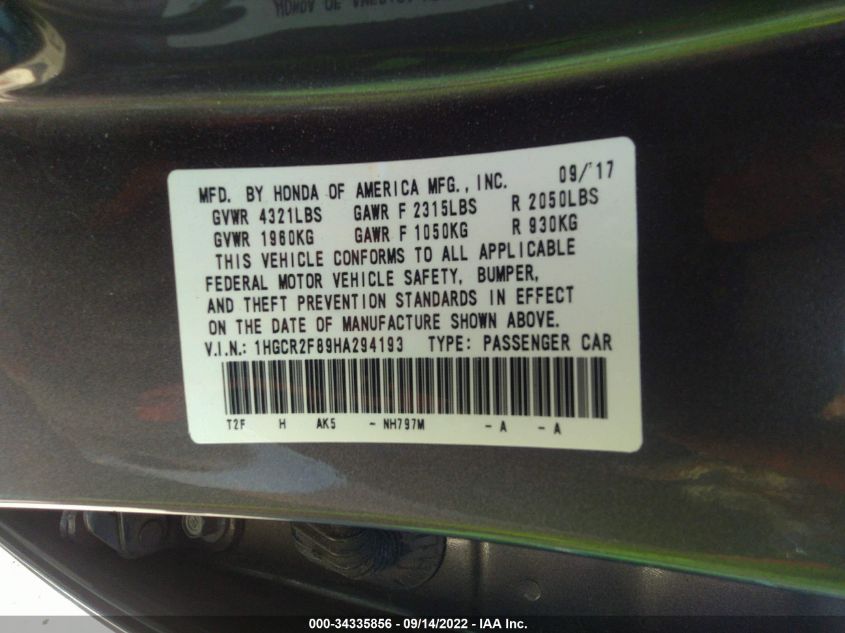 MFD. BY HONDA OF AMERICA MFG., INC. 09/'17
GVWR 4321LBS GAWR F 2315LBS R 2050LBS
GVWR 1960KG GAWR F 1050KG R 930KG
THIS VEHICLE CONFORMS TO ALL APPLICABLE
FEDERAL MOTOR VEHICLE SAFETY, BUMPER,
AND THEFT PREVENTION STANDARDS IN EFFECT
ON THE DATE OF MANUFACTURE SHOWN ABOVE.
V.I.N.: 1HGCR2F89HA294193 TYPE: PASSENGER CAR
T2F H AK5 - NH797M - A - A
000-34335856 - 09/14/2022 - IAA Inc.